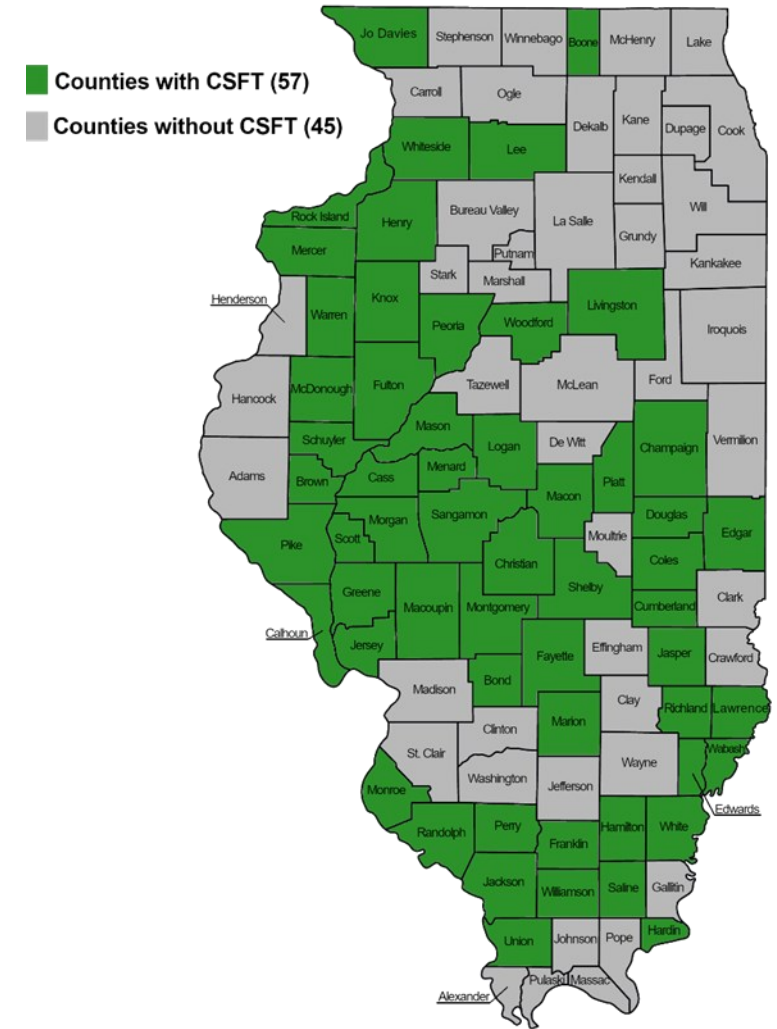 Jo Davies
Stephenson
Winnebago
Boone
McHenry
Lake
Counties with CSFT (57)
Counties without CSFT (45)
Carroll
Ogle
Dekalb
Kane
Dupage
Cook
Whiteside
Lee
Kendall
Will
Rock Island
Henry
Bureau Valley
La Salle
Grundy
Mercer
Putnam
Kankakee
Stark
Marshall
Henderson
Knox
Warren
Peoria
Woodford
Livingston
Iroquois
Hancock
McDonough
Fulton
Tazewell
McLean
Ford
Mason
Schuyler
Logan
De Witt
Champaign
Vermilion
Adams
Brown
Cass
Menard
Macon
Piatt
Pike
Scott
Morgan
Sangamon
Moultrie
Douglas
Edgar
Christian
Coles
Shelby
Greene
Macoupin
Montgomery
Cumberland
Clark
Calhoun
Jersey
Fayette
Effingham
Jasper
Crawford
Madison
Bond
Marion
Clay
Richland
Lawrence
Clinton
St. Clair
Wayne
Wabash
Washington
Jefferson
Monroe
Edwards
Randolph
Perry
Franklin
Hamilton
White
Jackson
Williamson
Saline
Gallitin
Union
Johnson
Pope
Hardin
Alexander
Pulaski
Massac